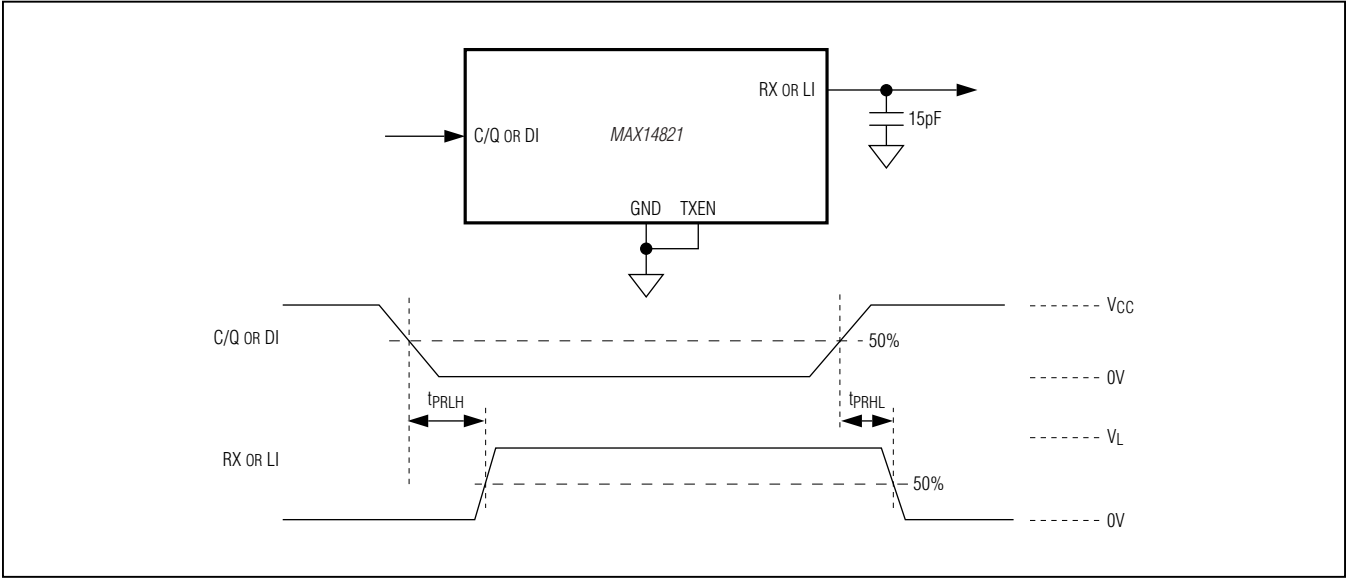 RX OR LI
15pF
C/Q OR DI
MAX14821
GND TXEN
VCC
C/Q OR DI
50%
0V
tPRLH
tPRHL
VL
RX OR LI
50%
0V